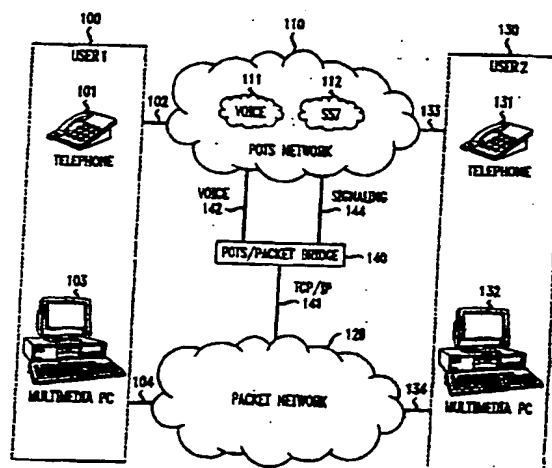 100
USER 1
101
TELEPHONE
102
110
111
VOICE
112
SS7
POTS NETWORK
130
USER 2
131
TELEPHONE
133
VOICE
142
SIGNALING
144
POTS/PACKET BRIDGE
140
TCP/IP
141
103
MULTIMEDIA PC
104
128
PACKET NETWORK
132
MULTIMEDIA PC
134